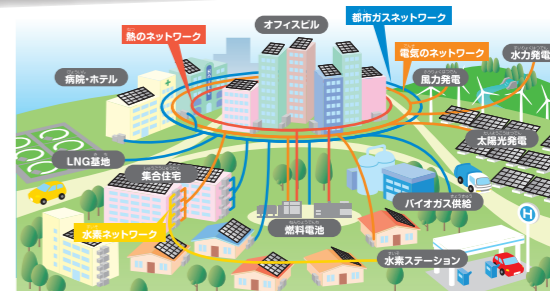 オフィスビル
都市ガスネットワーク
熱のネットワーク
電気のネットワーク
水力発電
病院・ホテル
風力発電
太陽光発電
LNG基地
集合住宅
バイオガス供給
水素ネットワーク
燃料電池
水素ステーション
H